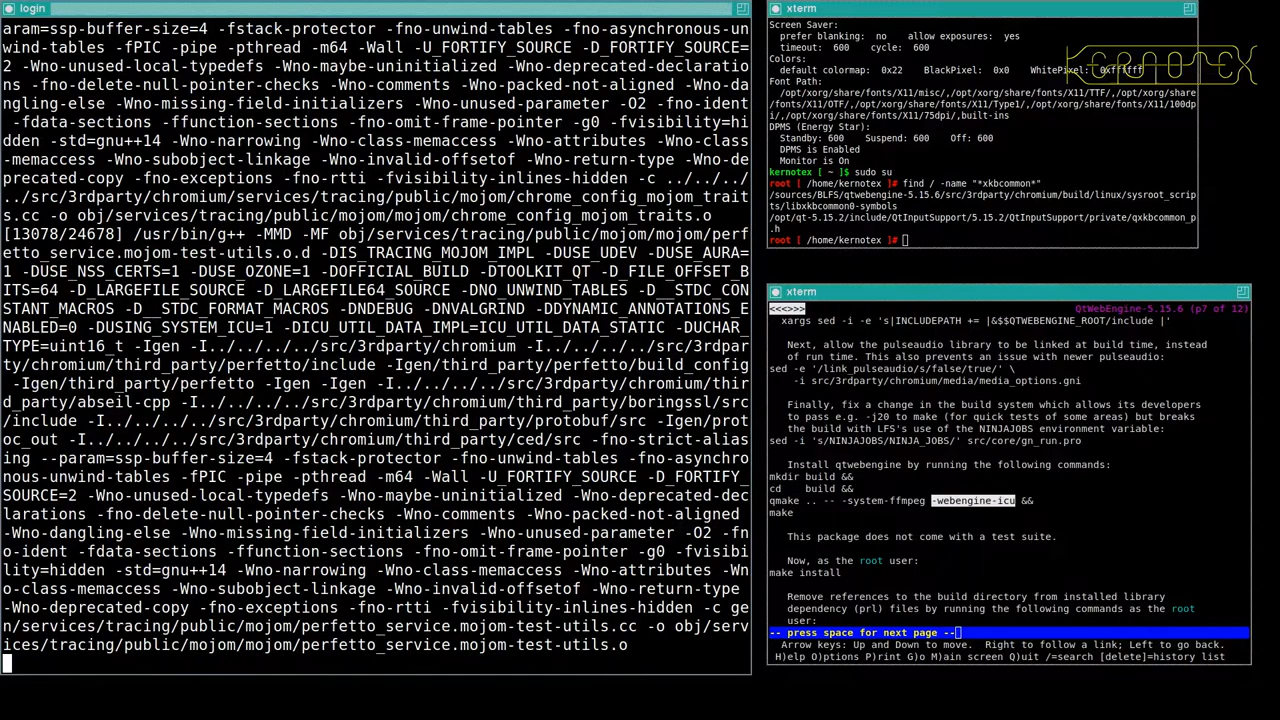 login
aram=ssp-buffer-size=4 -fstack-protector -fno-unwind-tables -fno-asynchronous-un
wind-tables -fPIC -pipe -pthread -m64 -Wall -U_FORTIFY_SOURCE -D_FORTIFY_SOURCE=
2 -Wno-unused-local-typedefs -Wno-maybe-uninitialized -Wno-deprecated-declaratio
ns -fno-delete-null-pointer-checks -Wno-comments -Wno-packed-not-aligned -Wno-da
ngling-else -Wno-missing-field-initializers -Wno-unused-parameter -O2 -fno-ident
 -fdata-sections -ffunction-sections -fno-omit-frame-pointer -g0 -fvisibility=hi
dden -std=gnu++14 -Wno-narrowing -Wno-class-memaccess -Wno-attributes -Wno-class
-memaccess -Wno-subobject-linkage -Wno-invalid-offsetof -Wno-return-type -Wno-de
precated-copy -fno-exceptions -fno-rtti -fvisibility-inlines-hidden -c ../../../
../src/3rdparty/chromium/services/tracing/public/mojom/chrome_config_mojom_trait
s.cc -o obj/services/tracing/public/mojom/mojom/chrome_config_mojom_traits.o
[13078/24678] /usr/bin/g++ -MMD -MF obj/services/tracing/public/mojom/mojom/perf
etto_service.mojom-test-utils.o.d -DIS_TRACING_MOJOM_IMPL -DUSE_UDEV -DUSE_AURA=
1 -DUSE_NSS_CERTS=1 -DUSE_OZONE=1 -DOFFICIAL_BUILD -DTOOLKIT_QT -D_FILE_OFFSET_B
ITS=64 -D_LARGEFILE_SOURCE -D_LARGEFILE64_SOURCE -DNO_UNWIND_TABLES -D__STDC_CON
STANT_MACROS -D__STDC_FORMAT_MACROS -DNDEBUG -DNVALGRIND -DDYNAMIC_ANNOTATIONS_E
NABLED=0 -DUSING_SYSTEM_ICU=1 -DICU_UTIL_DATA_IMPL=ICU_UTIL_DATA_STATIC -DUCHAR_
TYPE=uint16_t -Igen -I../../../../src/3rdparty/chromium -I../../../../src/3rdpar
ty/chromium/third_party/perfetto/include -Igen/third_party/perfetto/build_config
 -Igen/third_party/perfetto -Igen -Igen -I../../../../src/3rdparty/chromium/thir
d_party/abseil-cpp -I../../../../src/3rdparty/chromium/third_party/boringssl/src
/include -I../../../../src/3rdparty/chromium/third_party/protobuf/src -Igen/prot
oc_out -I../../../../src/3rdparty/chromium/third_party/ced/src -fno-strict-alias
ing --param=ssp-buffer-size=4 -fstack-protector -fno-unwind-tables -fno-asynchro
nous-unwind-tables -fPIC -pipe -pthread -m64 -Wall -U_FORTIFY_SOURCE -D_FORTIFY_
SOURCE=2 -Wno-unused-local-typedefs -Wno-maybe-uninitialized -Wno-deprecated-dec
larations -fno-delete-null-pointer-checks -Wno-comments -Wno-packed-not-aligned 
-Wno-dangling-else -Wno-missing-field-initializers -Wno-unused-parameter -O2 -fn
o-ident -fdata-sections -ffunction-sections -fno-omit-frame-pointer -g0 -fvisibi
lity=hidden -std=gnu++14 -Wno-narrowing -Wno-class-memaccess -Wno-attributes -Wn
o-class-memaccess -Wno-subobject-linkage -Wno-invalid-offsetof -Wno-return-type 
-Wno-deprecated-copy -fno-exceptions -fno-rtti -fvisibility-inlines-hidden -c ge
n/services/tracing/public/mojom/perfetto_service.mojom-test-utils.cc -o obj/serv
ices/tracing/public/mojom/mojom/perfetto_service.mojom-test-utils.o
xterm
Screen Saver:
  prefer blanking:  no    allow exposures:  yes
  timeout:  600    cycle:  600
Colors:
  default colormap:  0x22    BlackPixel:  0x0    WhitePixel:  0xffffff
Font Path:
  /opt/xorg/share/fonts/X11/misc/,/opt/xorg/share/fonts/X11/TTF/,/opt/xorg/share
/fonts/X11/OTF/,/opt/xorg/share/fonts/X11/Type1/,/opt/xorg/share/fonts/X11/100dp
i/,/opt/xorg/share/fonts/X11/75dpi/,built-ins
DPMS (Energy Star):
  Standby: 600    Suspend: 600    Off: 600
  DPMS is Enabled
  Monitor is On
kernotex [ ~ ]$ sudo su
root [ /home/kernotex ]# find / -name "*xkbcommon*"
/sources/BLFS/qtwebengine-5.15.6/src/3rdparty/chromium/build/linux/sysroot_scrip
ts/libxkbcommon0-symbols
/opt/qt-5.15.2/include/QtInputSupport/5.15.2/QtInputSupport/private/qxkbcommon_p
.h
root [ /home/kernotex ]#
KERNOTEX
xterm
<<<>>>
QtWebEngine-5.15.6 (p7 of 12)
xargs sed -i -e 's|INCLUDEPATH += |&$$QTWEBENGINE_ROOT/include |'
Next, allow the pulseaudio library to be linked at build time, instead
of run time. This also prevents an issue with newer pulseaudio:
sed -e '/link_pulseaudio/s/false/true/' \
    -i src/3rdparty/chromium/media/media_options.gni
Finally, fix a change in the build system which allows its developers
to pass e.g. -j20 to make (for quick tests of some areas) but breaks
the build with LFS's use of the NINJAJOBS environment variable:
sed -i 's/NINJAJOBS/NINJA_JOBS/' src/core/gn_run.pro
Install qtwebengine by running the following commands:
mkdir build &&
cd    build &&
qmake .. -- -system-ffmpeg -webengine-icu &&
make
This package does not come with a test suite.
Now, as the root user:
make install
Remove references to the build directory from installed library
dependency (prl) files by running the following commands as the root
user:
-- press space for next page --
Arrow keys: Up and Down to move.  Right to follow a link; Left to go back.
H)elp O)ptions P)rint G)o M)ain screen Q)uit /=search [delete]=history list